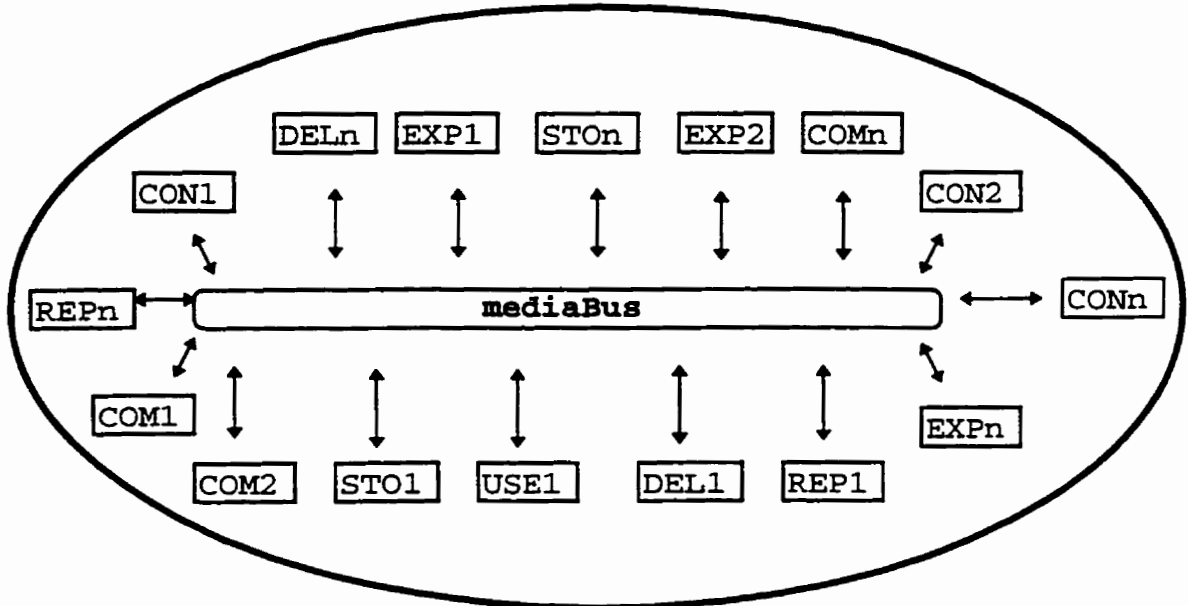 DELn EXP1 STOn EXP2 COMn
CON1 CON2
REPn mediaBus CONn
COM1 EXPn
COM2 STO1 USE1 DEL1 REP1